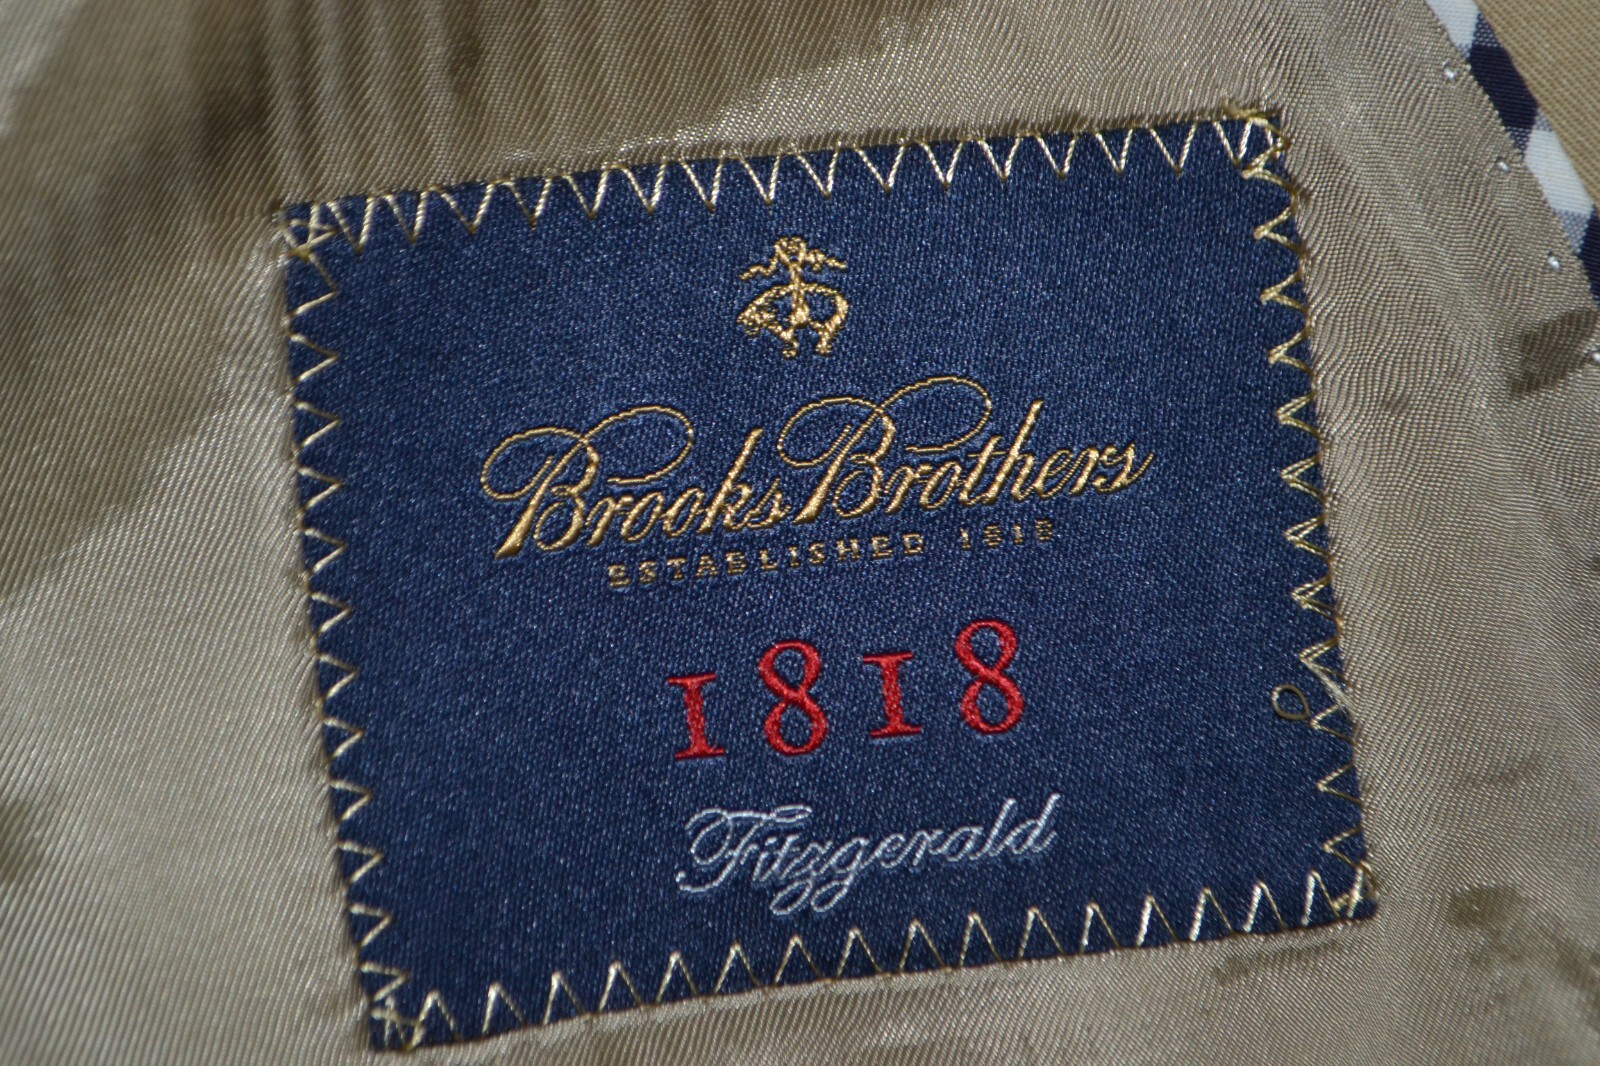 Brooks Brothers
ESTABLISHED 1818
1818
Fitzgerald